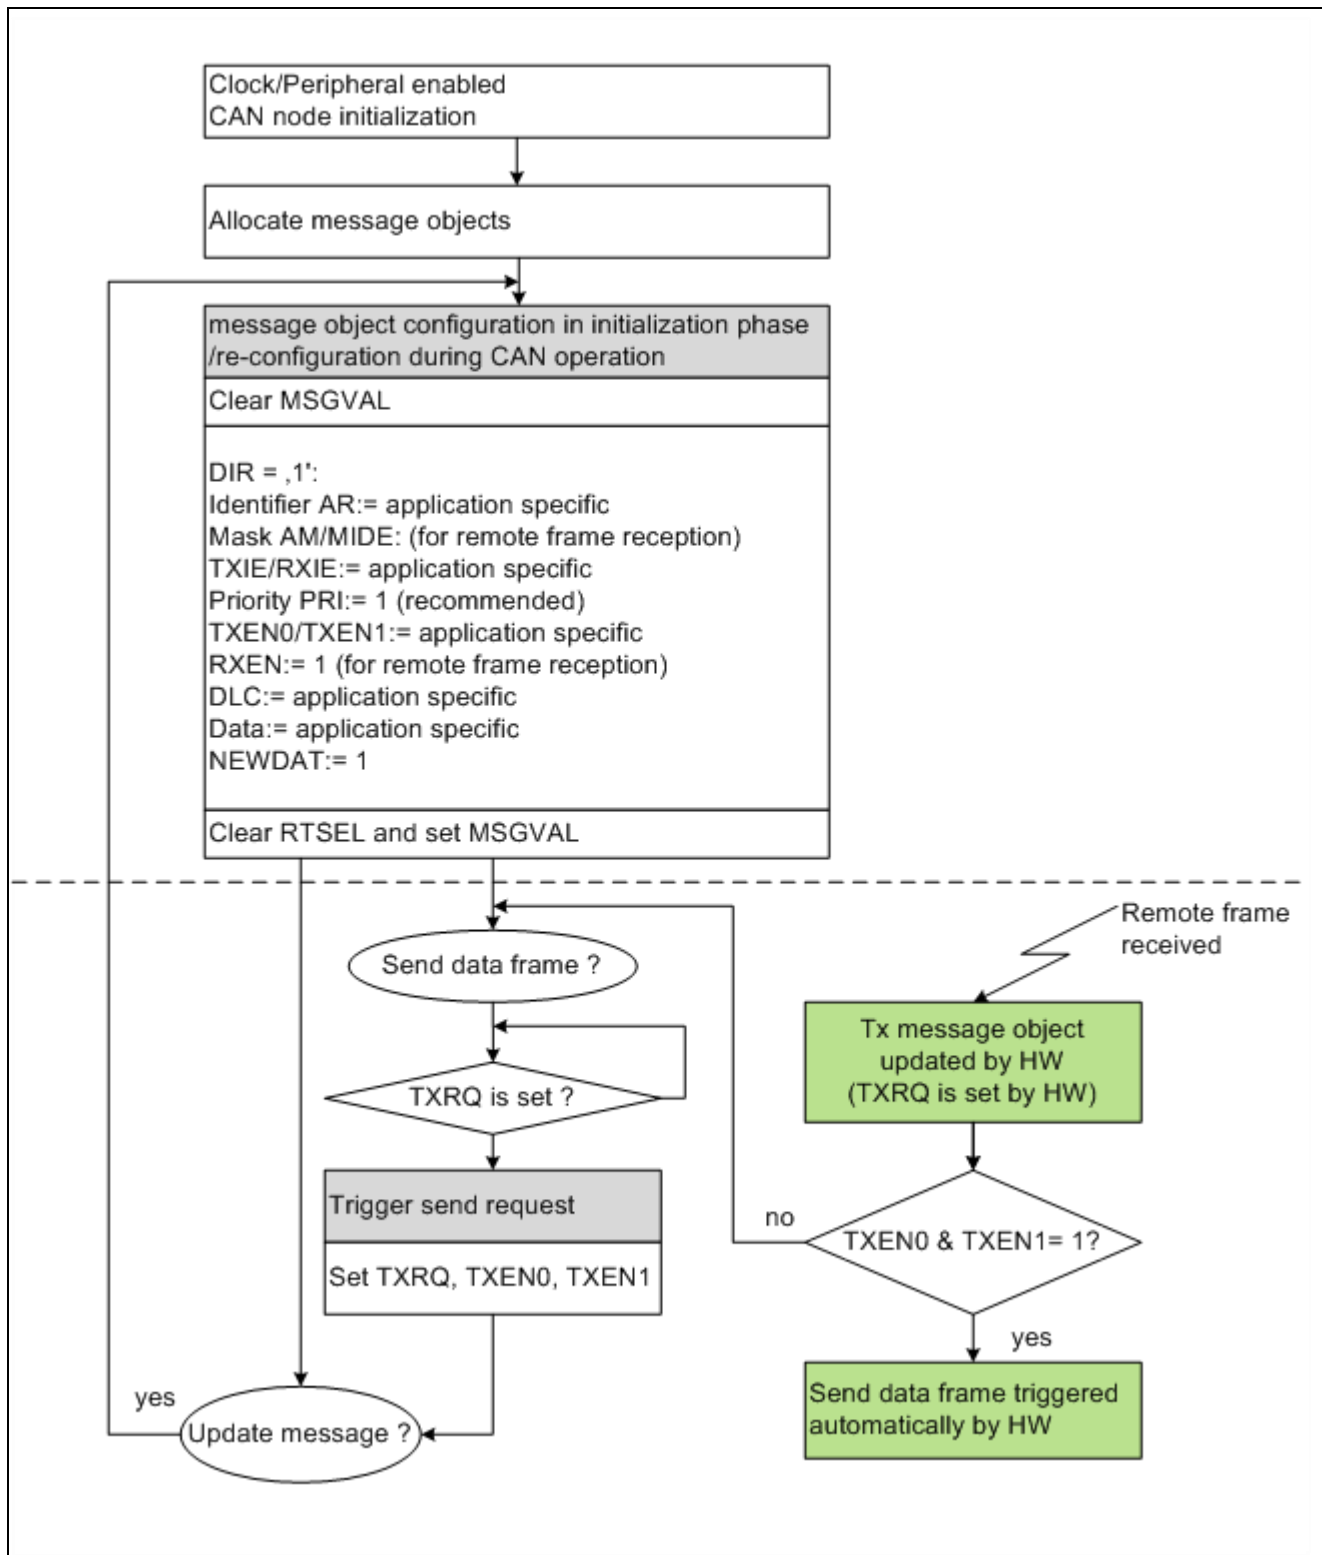 Clock/Peripheral enabled
CAN node initialization
Allocate message objects
message object configuration in initialization phase
/re-configuration during CAN operation
Clear MSGVAL
DIR = ‚1':
Identifier AR:= application specific
Mask AM/MIDE: (for remote frame reception)
TXIE/RXIE:= application specific
Priority PRI:= 1 (recommended)
TXEN0/TXEN1:= application specific
RXEN:= 1 (for remote frame reception)
DLC:= application specific
Data:= application specific
NEWDAT:= 1
Clear RTSEL and set MSGVAL
Remote frame
received
Send data frame ?
Tx message object
updated by HW
(TXRQ is set by HW)
TXRQ is set ?
Trigger send request
no
TXEN0 & TXEN1= 1?
Set TXRQ, TXEN0, TXEN1
yes
Send data frame triggered
automatically by HW
yes
Update message ?